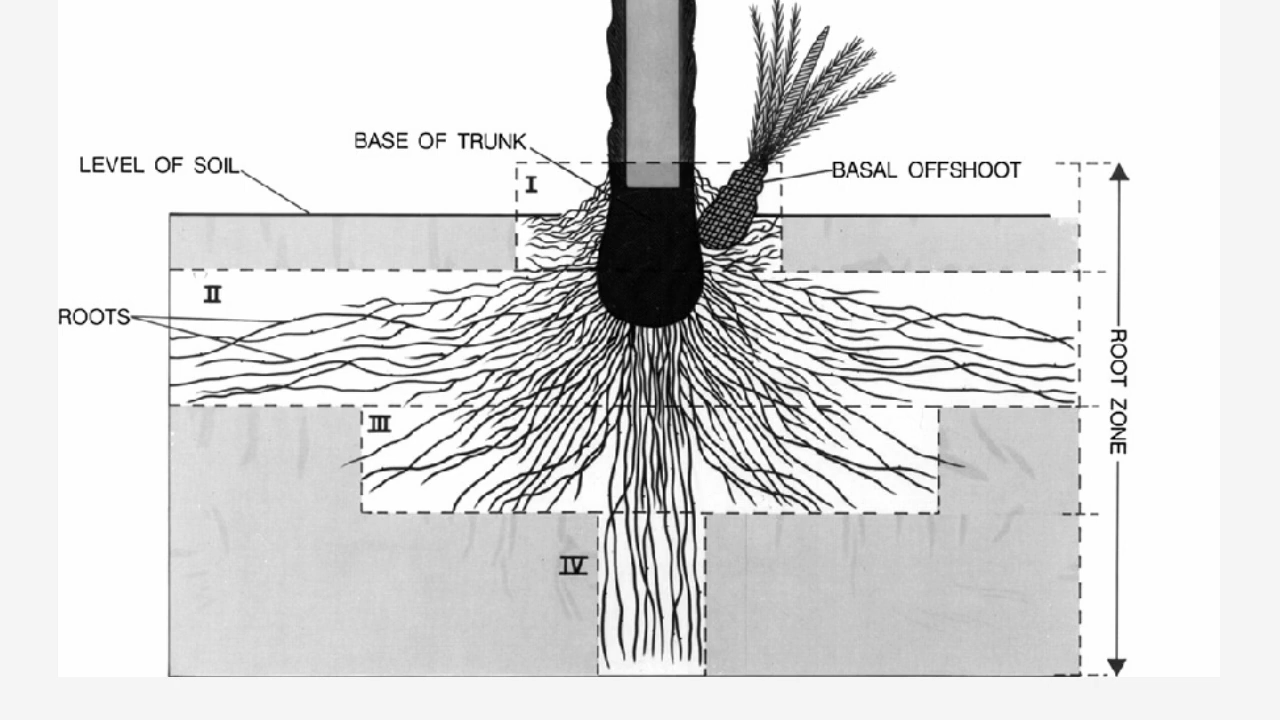 BASE OF TRUNK
LEVEL OF SOIL
BASAL OFFSHOOT
I
II
ROOTS
ROOT ZONE
III
IV